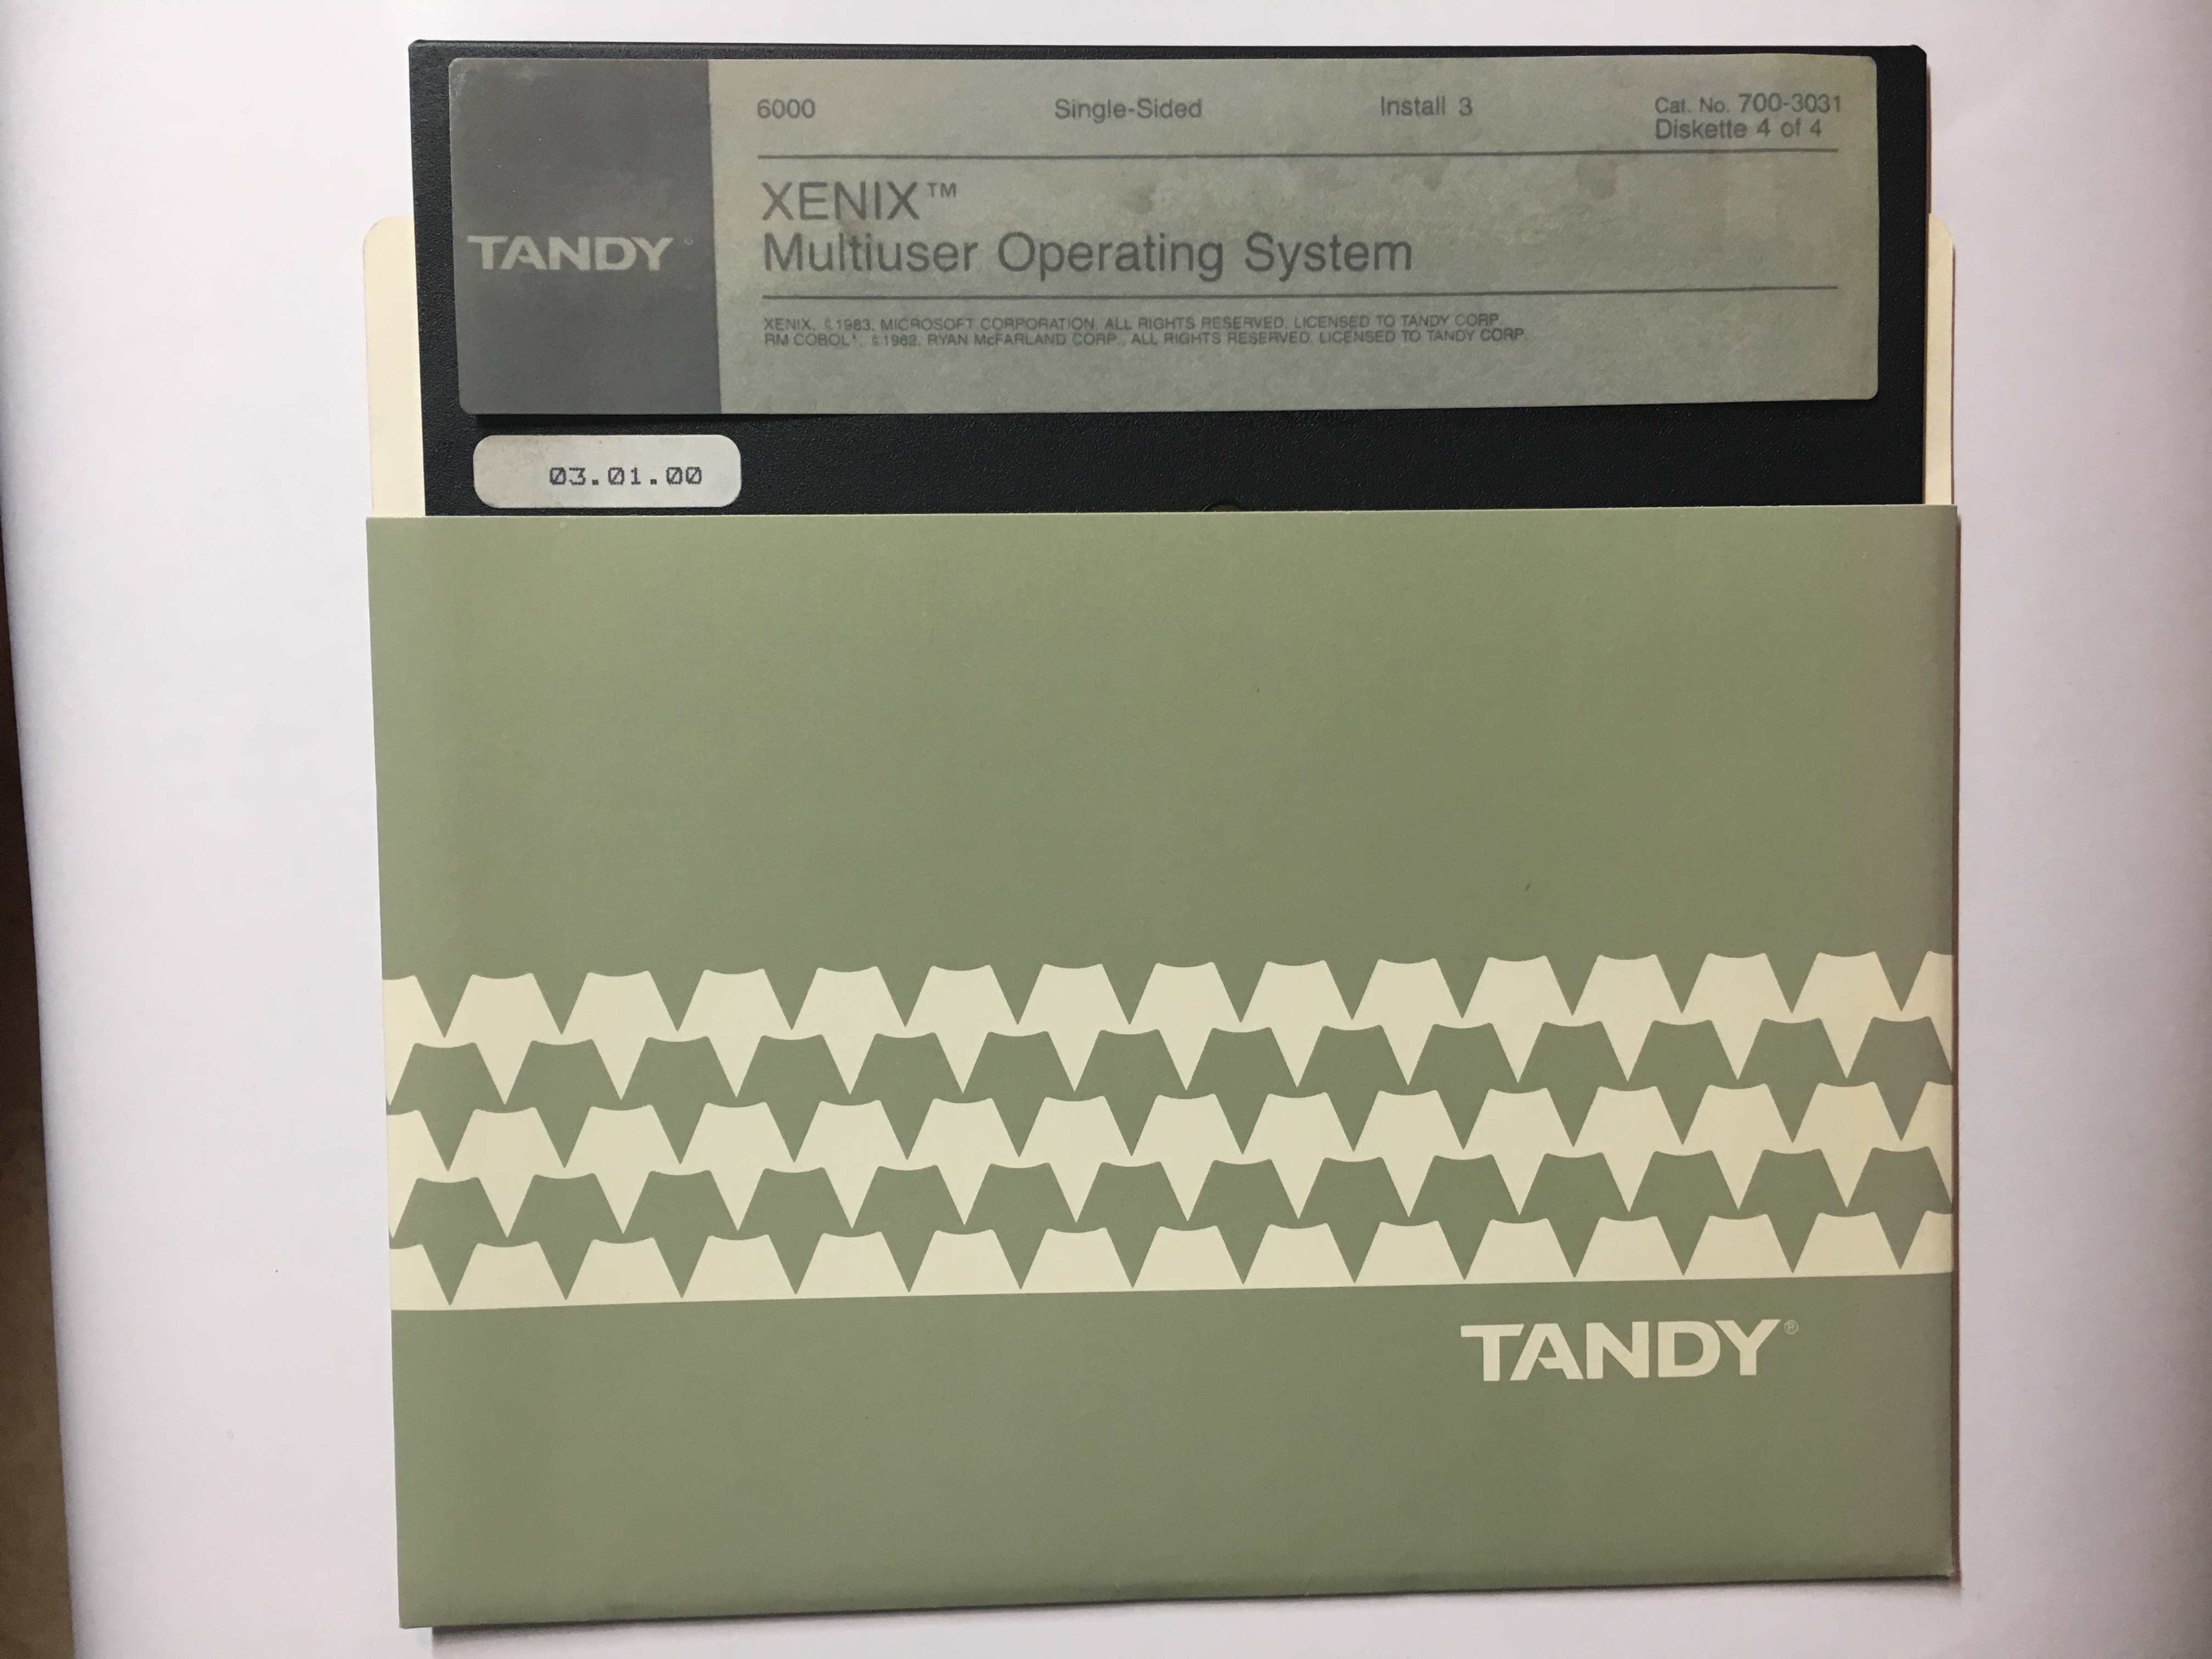 6000 Single-Sided Install 3 Cat. No. 700-3031
Diskette 4 of 4
XENIX™
Multiuser Operating System
TANDY
XENIX, ©1983, MICROSOFT CORPORATION. ALL RIGHTS RESERVED. LICENSED TO TANDY CORP.
RM COBOL*, ©1982, RYAN McFARLAND CORP., ALL RIGHTS RESERVED. LICENSED TO TANDY CORP.
03.01.00
TANDY®